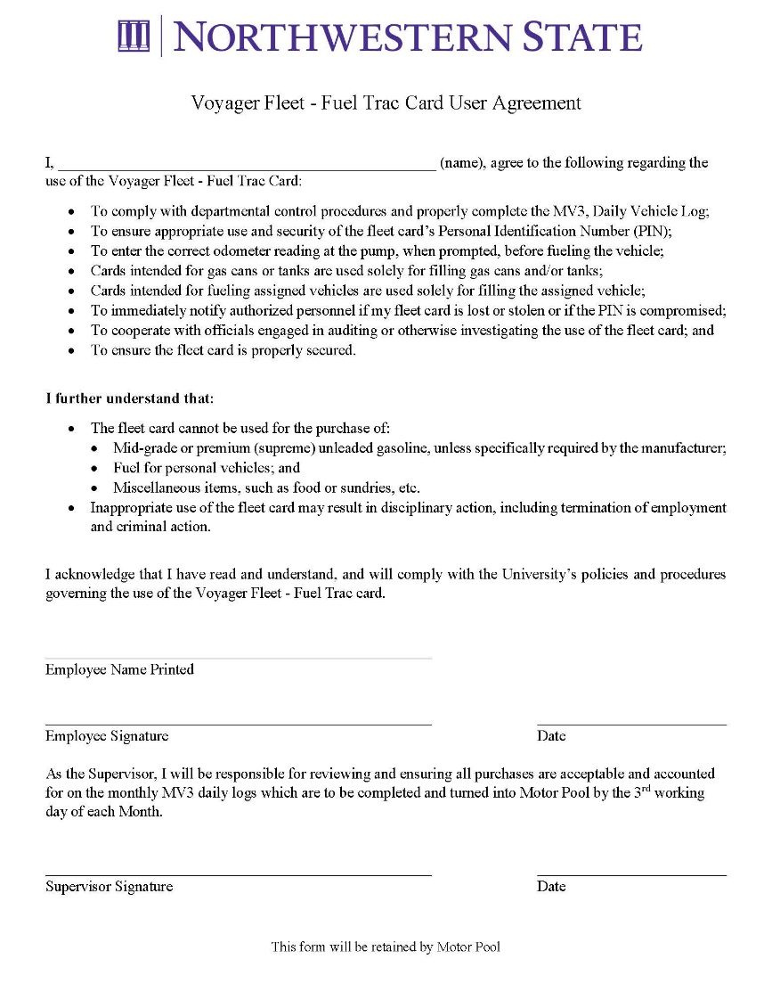 NORTHWESTERN STATE
Voyager Fleet - Fuel Trac Card User Agreement
I, ______________________________________________ (name), agree to the following regarding the
use of the Voyager Fleet - Fuel Trac Card:
• To comply with departmental control procedures and properly complete the MV3, Daily Vehicle Log;
• To ensure appropriate use and security of the fleet card's Personal Identification Number (PIN);
• To enter the correct odometer reading at the pump, when prompted, before fueling the vehicle;
• Cards intended for gas cans or tanks are used solely for filling gas cans and/or tanks;
• Cards intended for fueling assigned vehicles are used solely for filling the assigned vehicle;
• To immediately notify authorized personnel if my fleet card is lost or stolen or if the PIN is compromised;
• To cooperate with officials engaged in auditing or otherwise investigating the use of the fleet card; and
• To ensure the fleet card is properly secured.
I further understand that:
• The fleet card cannot be used for the purchase of:
• Mid-grade or premium (supreme) unleaded gasoline, unless specifically required by the manufacturer;
• Fuel for personal vehicles; and
• Miscellaneous items, such as food or sundries, etc.
• Inappropriate use of the fleet card may result in disciplinary action, including termination of employment
and criminal action.
I acknowledge that I have read and understand, and will comply with the University's policies and procedures
governing the use of the Voyager Fleet - Fuel Trac card.
Employee Name Printed
Employee Signature Date
As the Supervisor, I will be responsible for reviewing and ensuring all purchases are acceptable and accounted
for on the monthly MV3 daily logs which are to be completed and turned into Motor Pool by the 3rd working
day of each Month.
Supervisor Signature Date
This form will be retained by Motor Pool